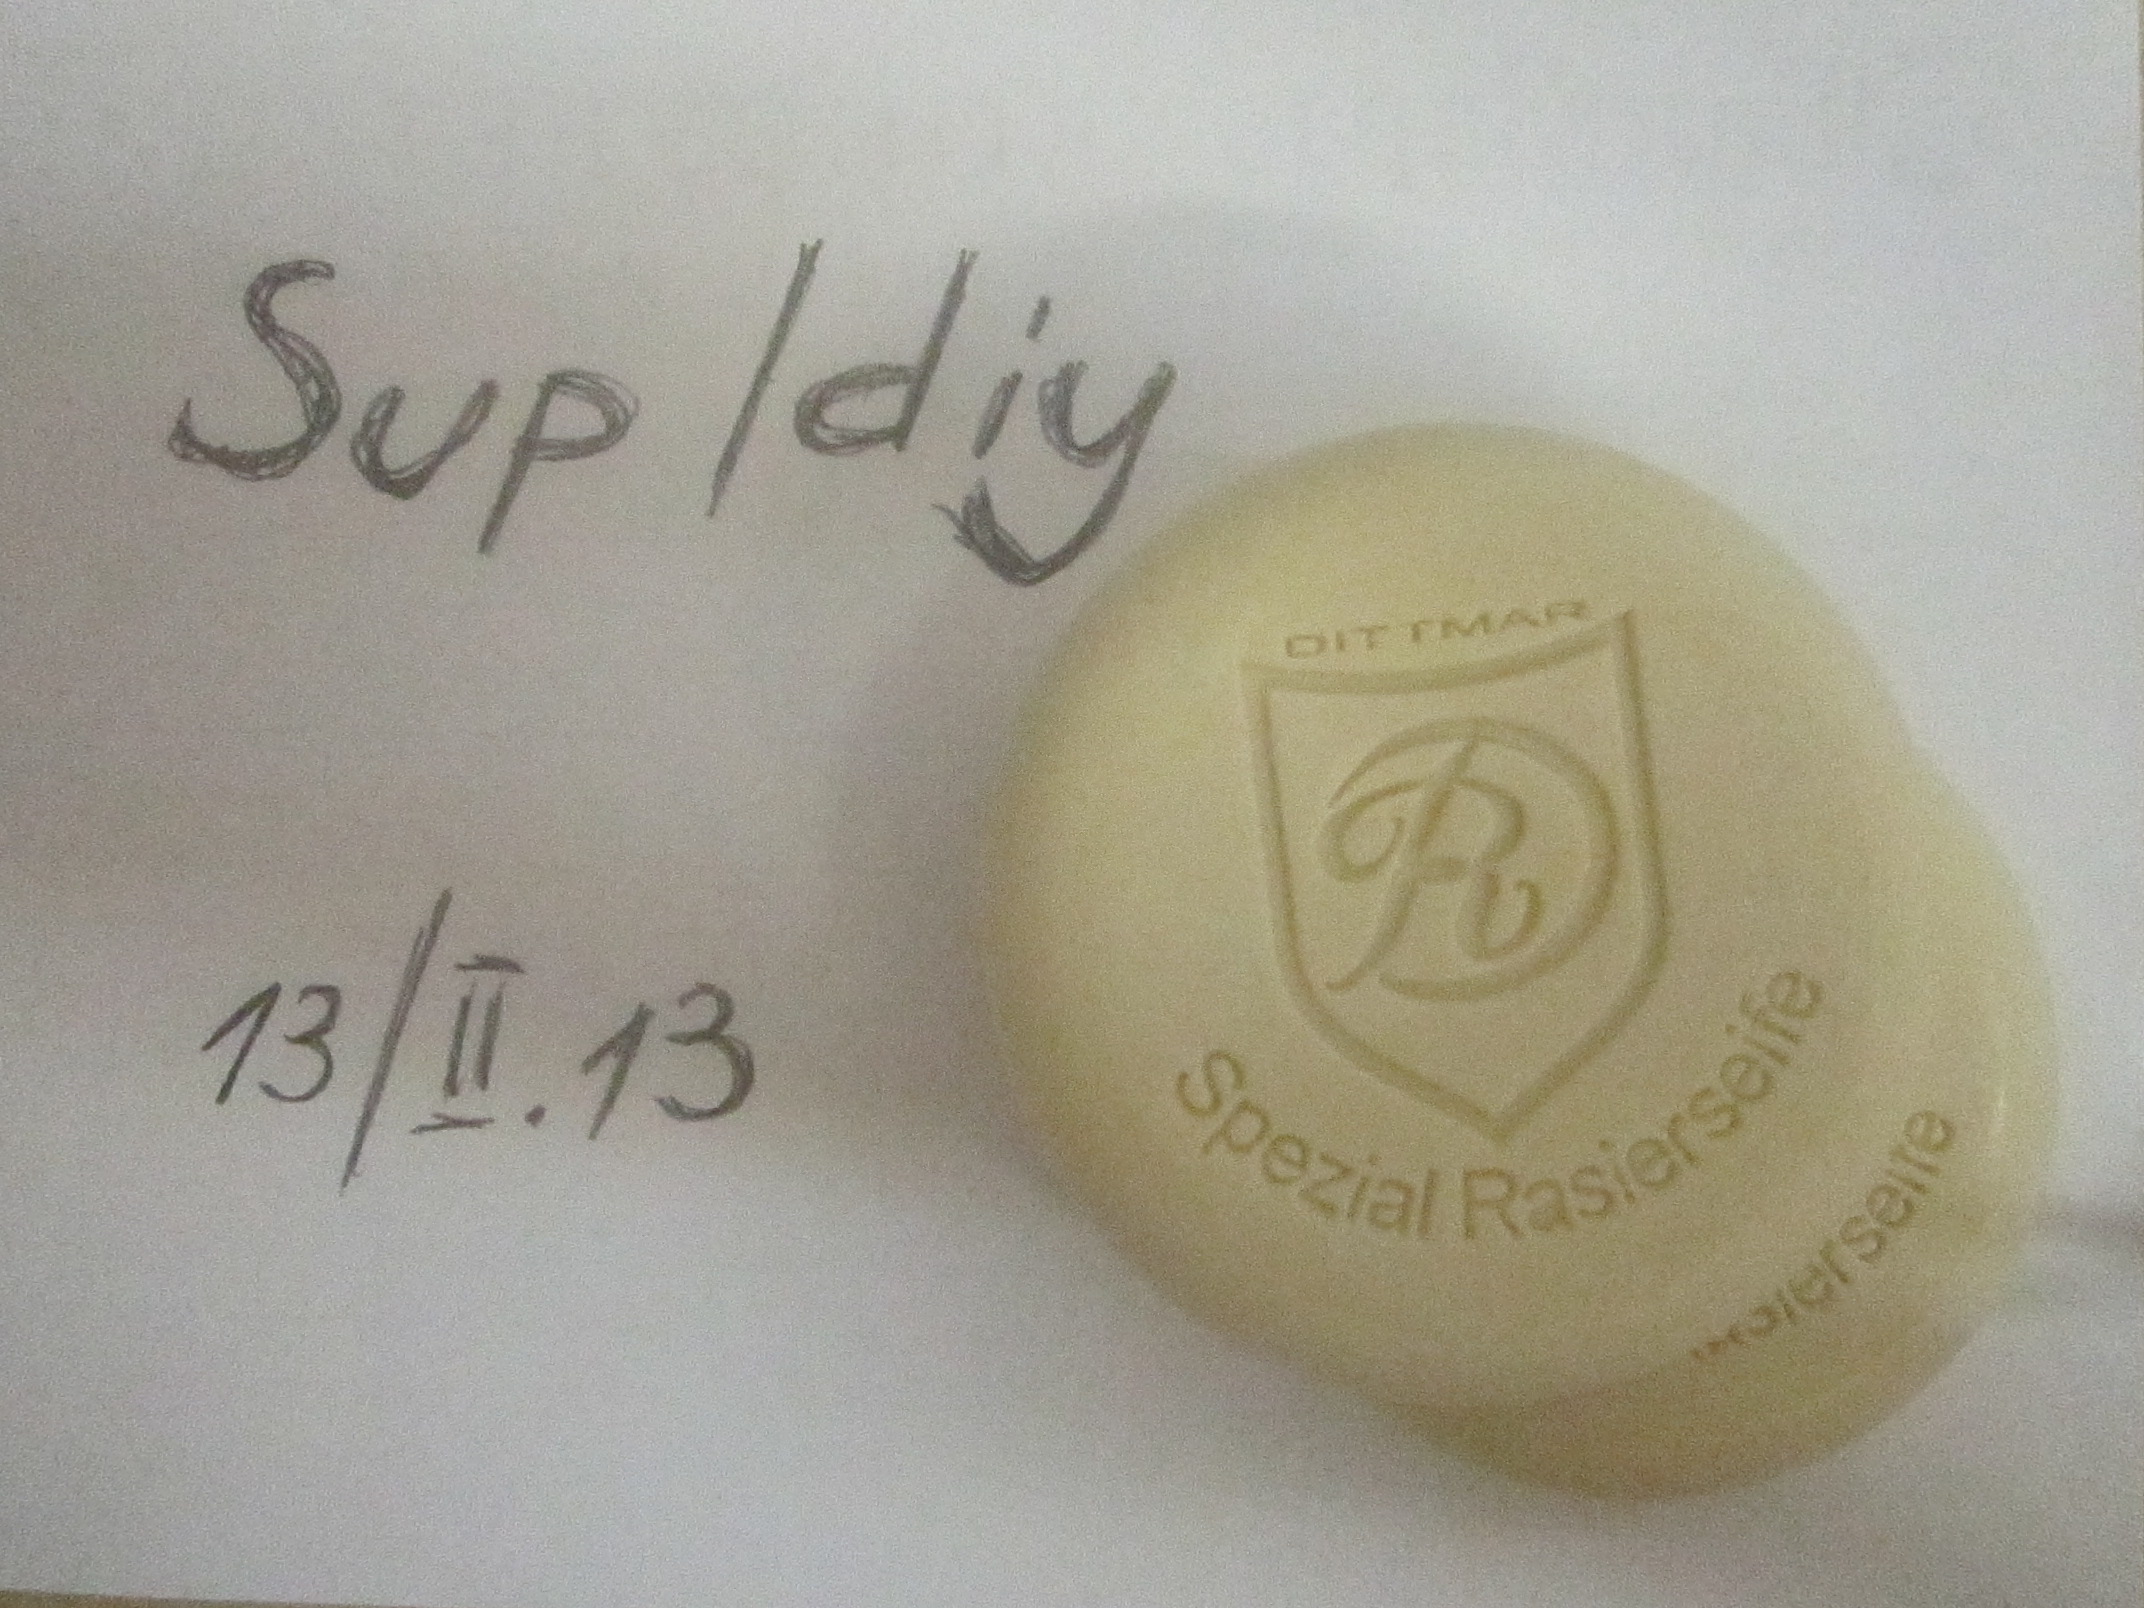 Sup/diy
13/II.13
DITTMAR
Spezial Rasierseife